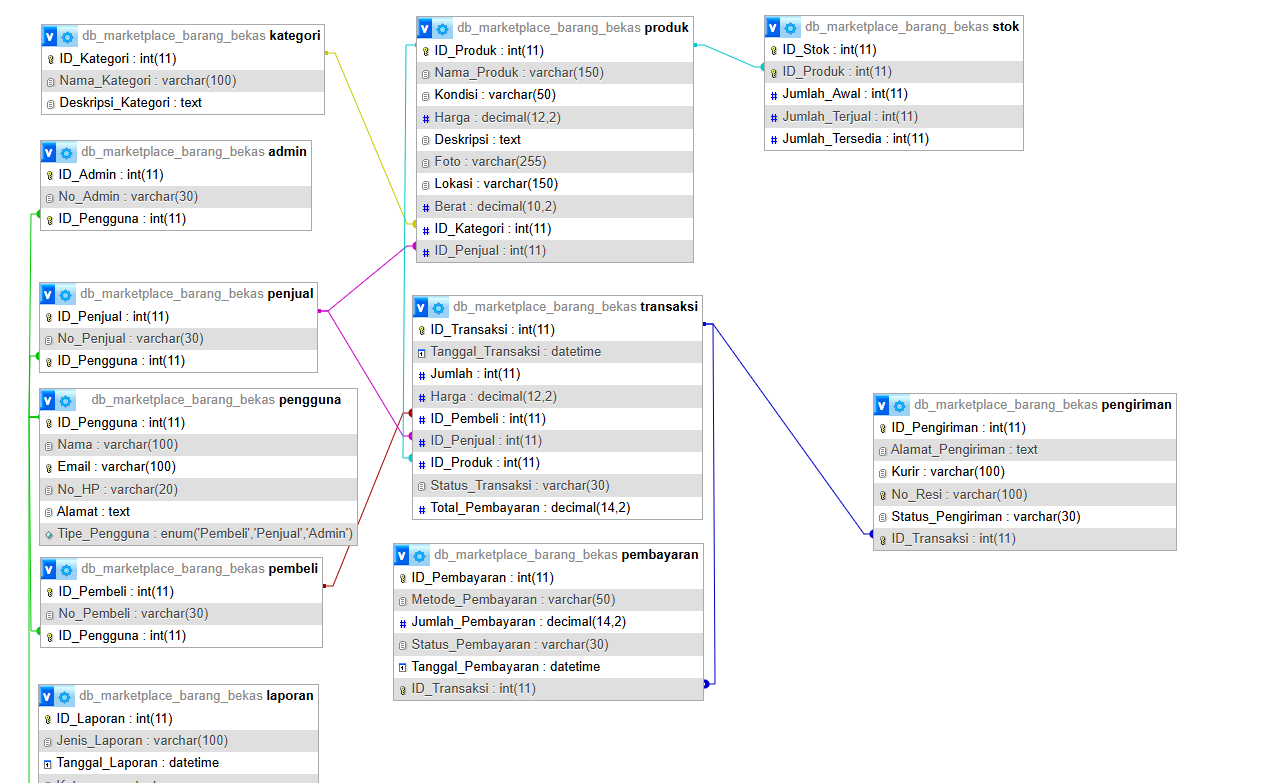 db_marketplace_barang_bekas kategori
ID_Kategori : int(11)
Nama_Kategori : varchar(100)
Deskripsi_Kategori : text
db_marketplace_barang_bekas admin
ID_Admin : int(11)
No_Admin : varchar(30)
ID_Pengguna : int(11)
db_marketplace_barang_bekas penjual
ID_Penjual : int(11)
No_Penjual : varchar(30)
ID_Pengguna : int(11)
db_marketplace_barang_bekas pengguna
ID_Pengguna : int(11)
Nama : varchar(100)
Email : varchar(100)
No_HP : varchar(20)
Alamat : text
Tipe_Pengguna : enum('Pembeli','Penjual','Admin')
db_marketplace_barang_bekas pembeli
ID_Pembeli : int(11)
No_Pembeli : varchar(30)
ID_Pengguna : int(11)
db_marketplace_barang_bekas laporan
ID_Laporan : int(11)
Jenis_Laporan : varchar(100)
Tanggal_Laporan : datetime
db_marketplace_barang_bekas produk
ID_Produk : int(11)
Nama_Produk : varchar(150)
Kondisi : varchar(50)
Harga : decimal(12,2)
Deskripsi : text
Foto : varchar(255)
Lokasi : varchar(150)
Berat : decimal(10,2)
ID_Kategori : int(11)
ID_Penjual : int(11)
db_marketplace_barang_bekas transaksi
ID_Transaksi : int(11)
Tanggal_Transaksi : datetime
Jumlah : int(11)
Harga : decimal(12,2)
ID_Pembeli : int(11)
ID_Penjual : int(11)
ID_Produk : int(11)
Status_Transaksi : varchar(30)
Total_Pembayaran : decimal(14,2)
db_marketplace_barang_bekas pembayaran
ID_Pembayaran : int(11)
Metode_Pembayaran : varchar(50)
Jumlah_Pembayaran : decimal(14,2)
Status_Pembayaran : varchar(30)
Tanggal_Pembayaran : datetime
ID_Transaksi : int(11)
db_marketplace_barang_bekas stok
ID_Stok : int(11)
ID_Produk : int(11)
Jumlah_Awal : int(11)
Jumlah_Terjual : int(11)
Jumlah_Tersedia : int(11)
db_marketplace_barang_bekas pengiriman
ID_Pengiriman : int(11)
Alamat_Pengiriman : text
Kurir : varchar(100)
No_Resi : varchar(100)
Status_Pengiriman : varchar(30)
ID_Transaksi : int(11)